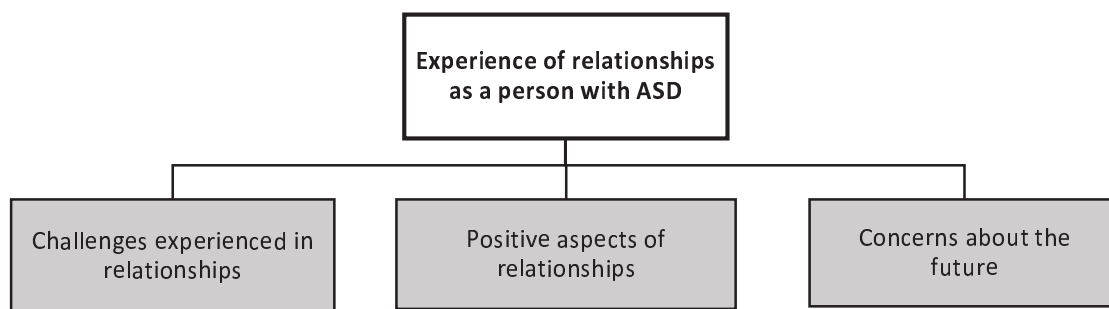 Experience of relationships
as a person with ASD
Challenges experienced in
relationships
Positive aspects of
relationships
Concerns about the
future